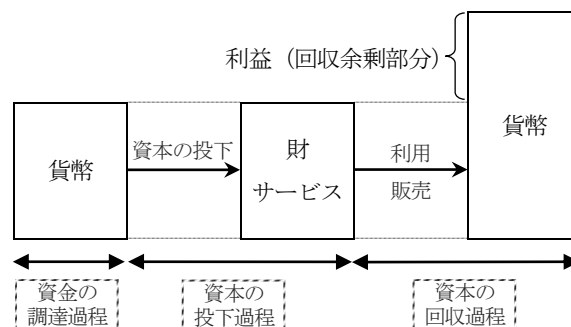 利益（回収余剰部分）
貨幣
資本の投下
財
サービス
利用
販売
貨幣
資金の
調達過程
資本の
投下過程
資本の
回収過程